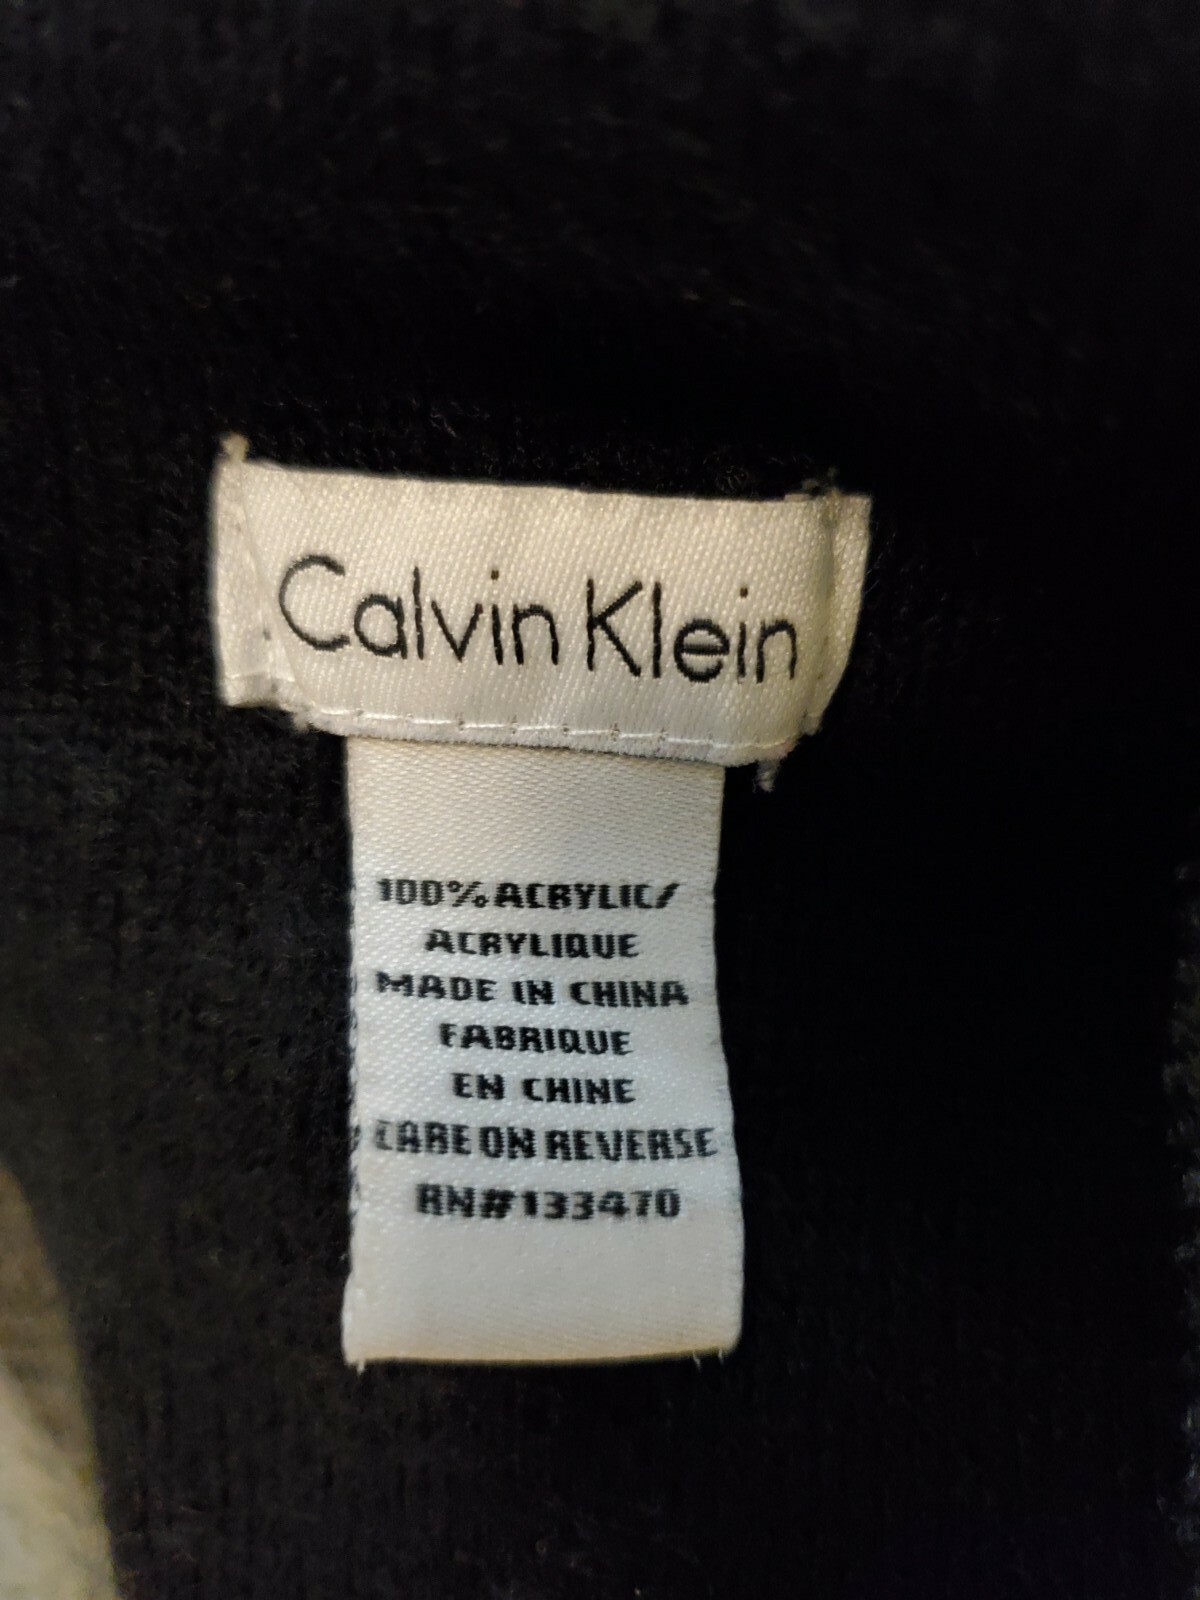 Calvin Klein
100% ACRYLIC/
ACRYLIQUE
MADE IN CHINA
FABRIQUE
EN CHINE
CARE ON REVERSE
RN#133470